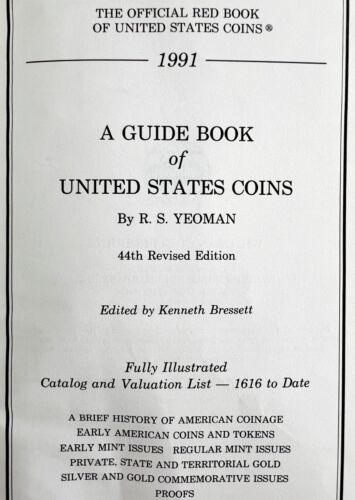 THE OFFICIAL RED BOOK
OF UNITED STATES COINS®
1991
A GUIDE BOOK
of
UNITED STATES COINS
By R. S. YEOMAN
44th Revised Edition
Edited by Kenneth Bressett
Fully Illustrated
Catalog and Valuation List — 1616 to Date
A BRIEF HISTORY OF AMERICAN COINAGE
EARLY AMERICAN COINS AND TOKENS
EARLY MINT ISSUES REGULAR MINT ISSUES
PRIVATE, STATE AND TERRITORIAL GOLD
SILVER AND GOLD COMMEMORATIVE ISSUES
PROOFS